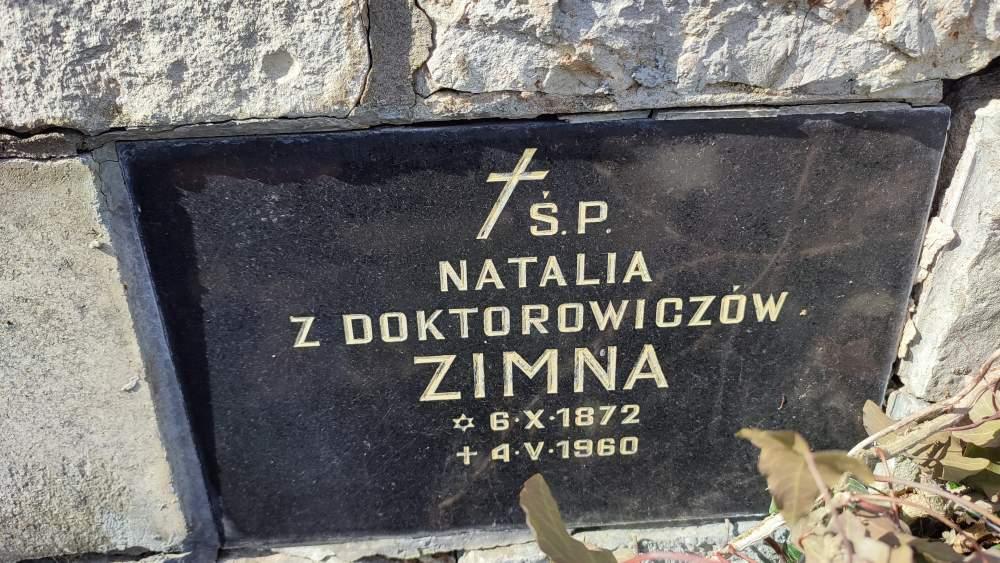 Ś.P.
NATALIA
Z DOKTOROWICZÓW
ZIMNA
✡ 6·X·1872
+ 4·V·1960